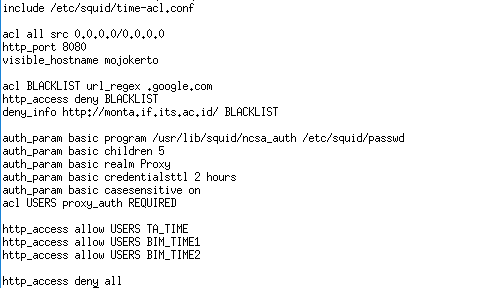 include /etc/squid/time-acl.conf
acl all src 0.0.0.0/0.0.0.0
http_port 8080
visible_hostname mojokerto
acl BLACKLIST url_regex .google.com
http_access deny BLACKLIST
deny_info http://monta.if.its.ac.id/ BLACKLIST
auth_param basic program /usr/lib/squid/ncsa_auth /etc/squid/passwd
auth_param basic children 5
auth_param basic realm Proxy
auth_param basic credentialsttl 2 hours
auth_param basic casesensitive on
acl USERS proxy_auth REQUIRED
http_access allow USERS TA_TIME
http_access allow USERS BIM_TIME1
http_access allow USERS BIM_TIME2
http_access deny all